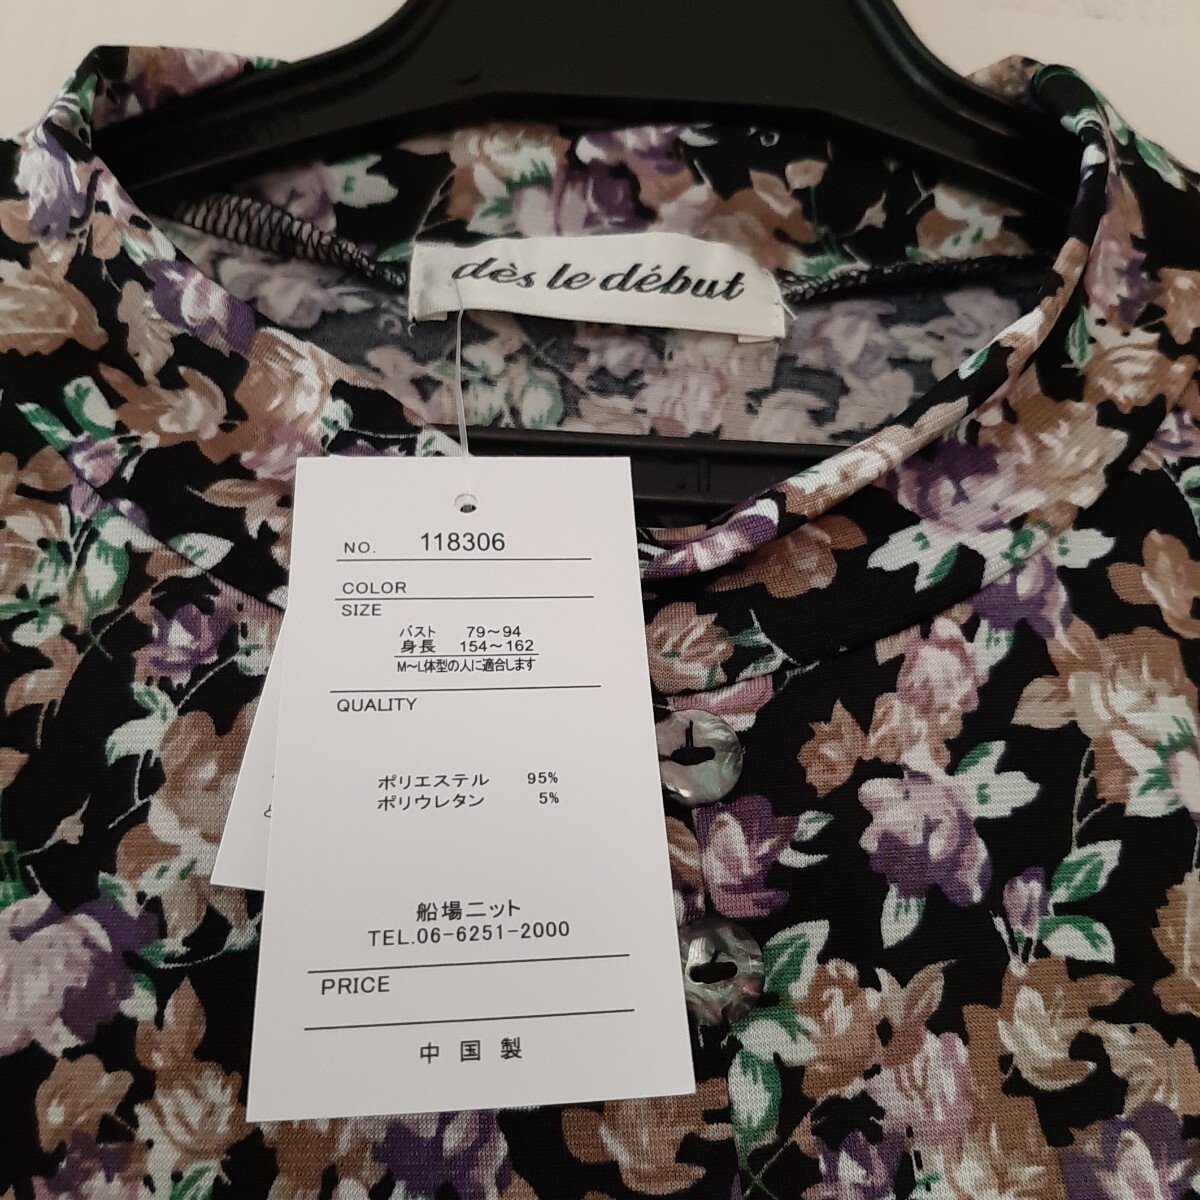 dès le début
NO. 118306
COLOR
SIZE
バスト 79～94
身長 154～162
M～L体型の人に適合します
QUALITY
ポリエステル 95%
ポリウレタン 5%
船場ニット
TEL.06-6251-2000
PRICE
中国製